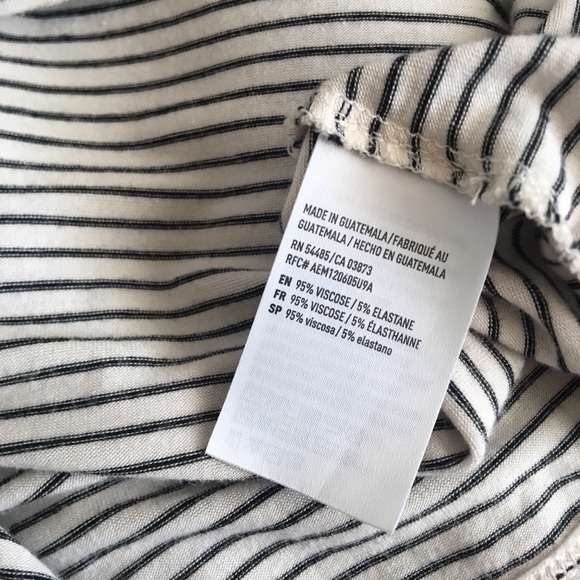 MADE IN GUATEMALA/FABRIQUÉ AU
GUATEMALA/HECHO EN GUATEMALA
RN 54485/CA 03873
RFC# AEM120605U9A
EN 95% VISCOSE/5% ELASTANE
FR 95% VISCOSE/5% ÉLASTHANNE
SP 95% viscosa/5% elastano